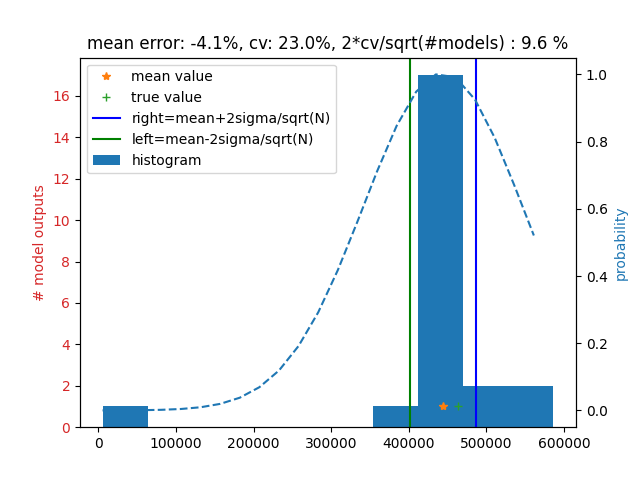 mean error: -4.1%, cv: 23.0%, 2*cv/sqrt(#models) : 9.6 %
mean value
true value
right=mean+2sigma/sqrt(N)
left=mean-2sigma/sqrt(N)
histogram
# model outputs
16
14
12
10
8
6
4
2
0
1.0
0.8
0.6
0.4
0.2
0.0
probability
0 100000 200000 300000 400000 500000 600000